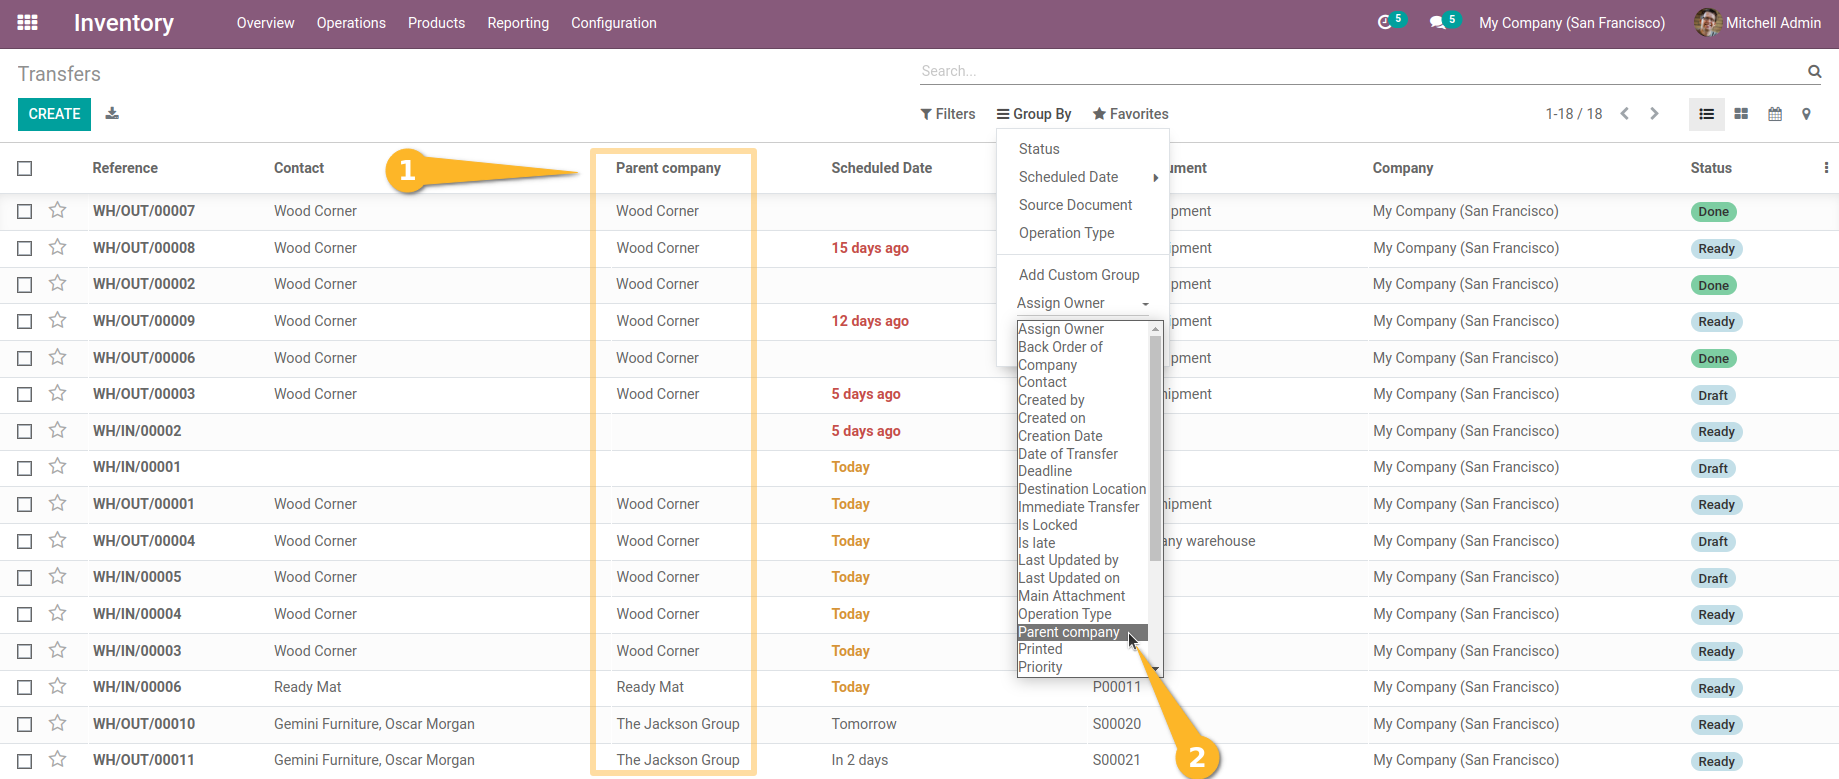 Inventory Overview Operations Products Reporting Configuration 5 5 My Company (San Francisco) Mitchell Admin
Transfers Search...
CREATE Filters Group By Favorites 1-18 / 18
Status
Scheduled Date
Source Document
Operation Type
Add Custom Group
Assign Owner
Assign Owner
Back Order of
Company
Contact
Created by
Created on
Creation Date
Date of Transfer
Deadline
Destination Location
Immediate Transfer
Is Locked
Is late
Last Updated by
Last Updated on
Main Attachment
Operation Type
Parent company
Printed
Priority
1
2
Reference Contact Parent company Scheduled Date ument Company Status
WH/OUT/00007 Wood Corner Wood Corner pment My Company (San Francisco) Done
WH/OUT/00008 Wood Corner Wood Corner 15 days ago ipment My Company (San Francisco) Ready
WH/OUT/00002 Wood Corner Wood Corner pment My Company (San Francisco) Done
WH/OUT/00009 Wood Corner Wood Corner 12 days ago ipment My Company (San Francisco) Ready
WH/OUT/00006 Wood Corner Wood Corner ipment My Company (San Francisco) Done
WH/OUT/00003 Wood Corner Wood Corner 5 days ago ipment My Company (San Francisco) Draft
WH/IN/00002 5 days ago My Company (San Francisco) Ready
WH/IN/00001 Today My Company (San Francisco) Draft
WH/OUT/00001 Wood Corner Wood Corner Today ipment My Company (San Francisco) Ready
WH/OUT/00004 Wood Corner Wood Corner Today any warehouse My Company (San Francisco) Draft
WH/IN/00005 Wood Corner Wood Corner Today My Company (San Francisco) Draft
WH/IN/00004 Wood Corner Wood Corner Today My Company (San Francisco) Ready
WH/IN/00003 Wood Corner Wood Corner Today My Company (San Francisco) Ready
WH/IN/00006 Ready Mat Ready Mat Today P00011 My Company (San Francisco) Ready
WH/OUT/00010 Gemini Furniture, Oscar Morgan The Jackson Group Tomorrow S00020 My Company (San Francisco) Ready
WH/OUT/00011 Gemini Furniture, Oscar Morgan The Jackson Group In 2 days S00021 My Company (San Francisco) Ready